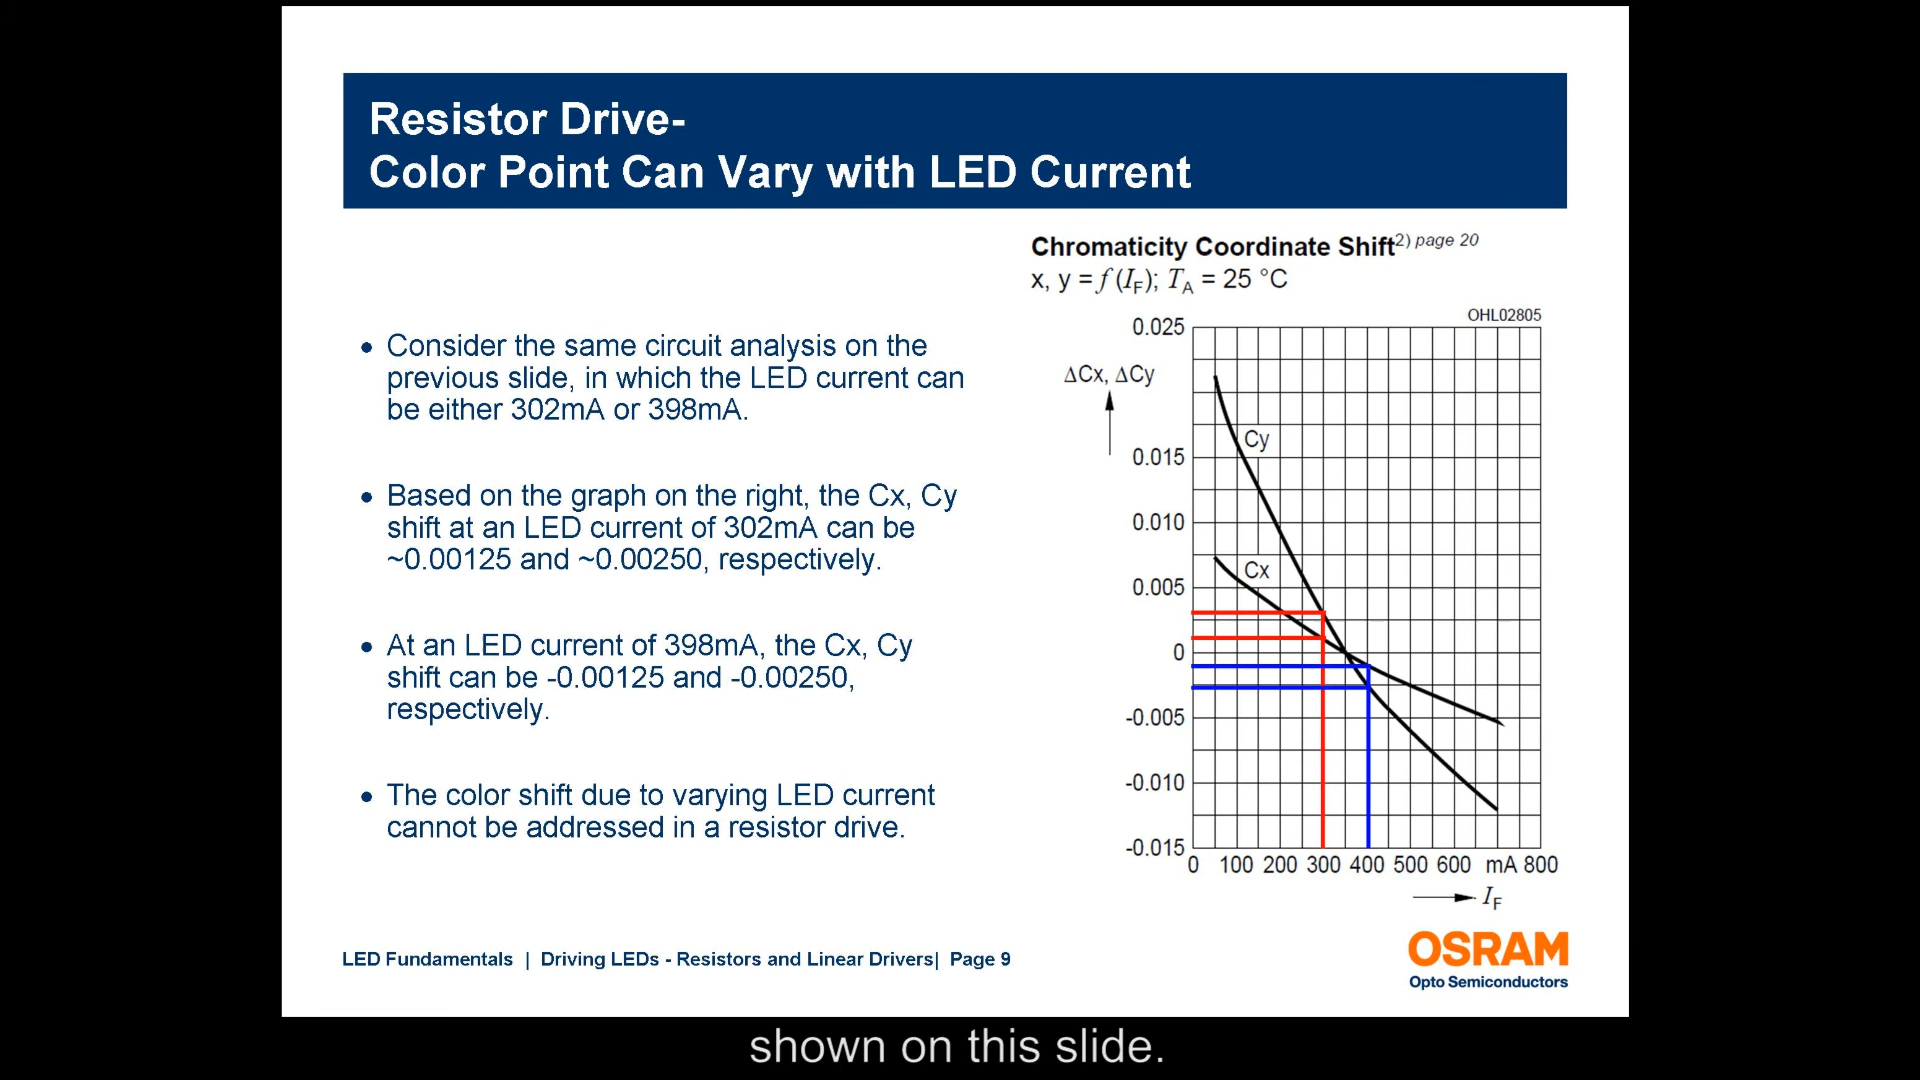 Resistor Drive-
Color Point Can Vary with LED Current
Chromaticity Coordinate Shift2) page 20
x, y = f (IF); TA = 25 °C
OHL02805
• Consider the same circuit analysis on the
previous slide, in which the LED current can
be either 302mA or 398mA.
• Based on the graph on the right, the Cx, Cy
shift at an LED current of 302mA can be
~0.00125 and ~0.00250, respectively.
• At an LED current of 398mA, the Cx, Cy
shift can be -0.00125 and -0.00250,
respectively.
• The color shift due to varying LED current
cannot be addressed in a resistor drive.
0.025
ΔCx, ΔCy
Cy
0.015
0.010
Cx
0.005
0
-0.005
-0.010
-0.015
0 100 200 300 400 500 600 mA 800
IF
LED Fundamentals | Driving LEDs - Resistors and Linear Drivers| Page 9
OSRAM
Opto Semiconductors
shown on this slide.